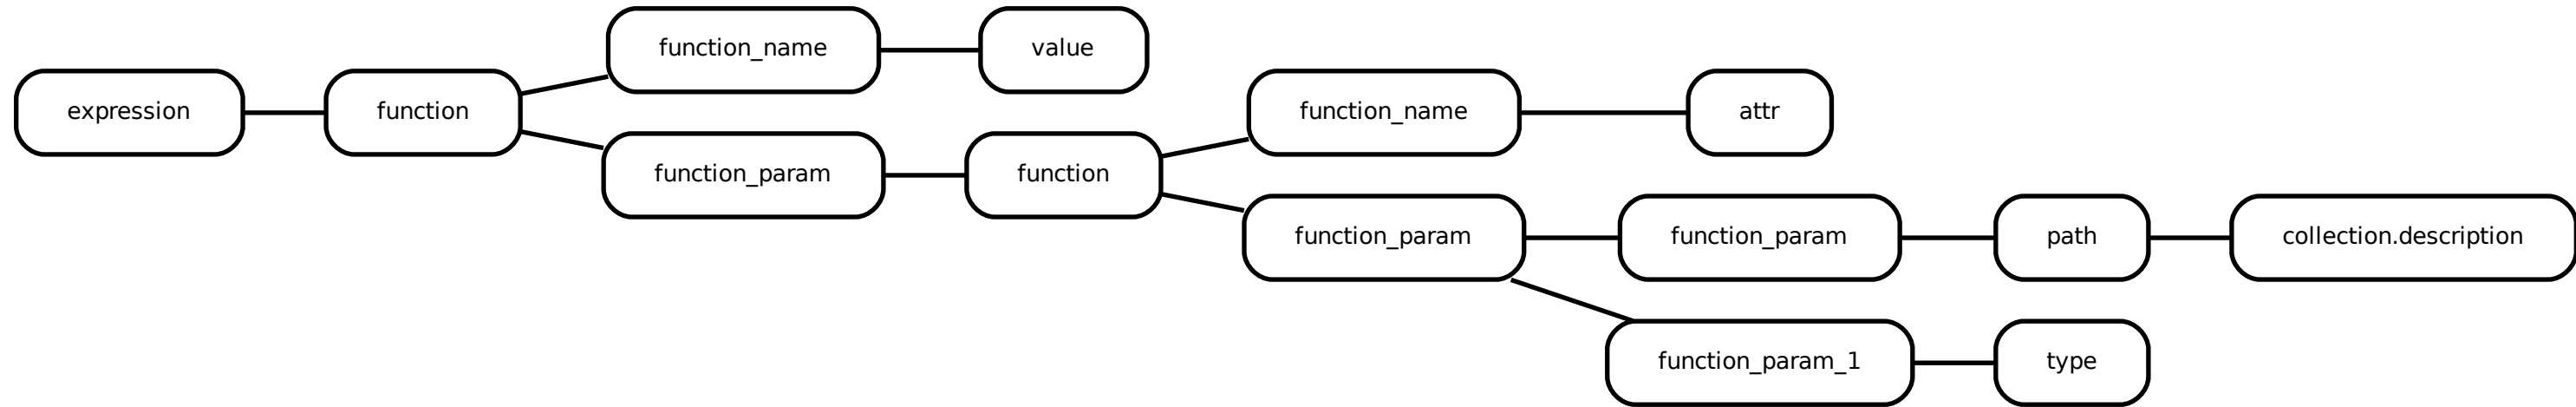 function_name
value
expression
function
function_name
attr
function_param
function
function_param
function_param
path
collection.description
function_param_1
type